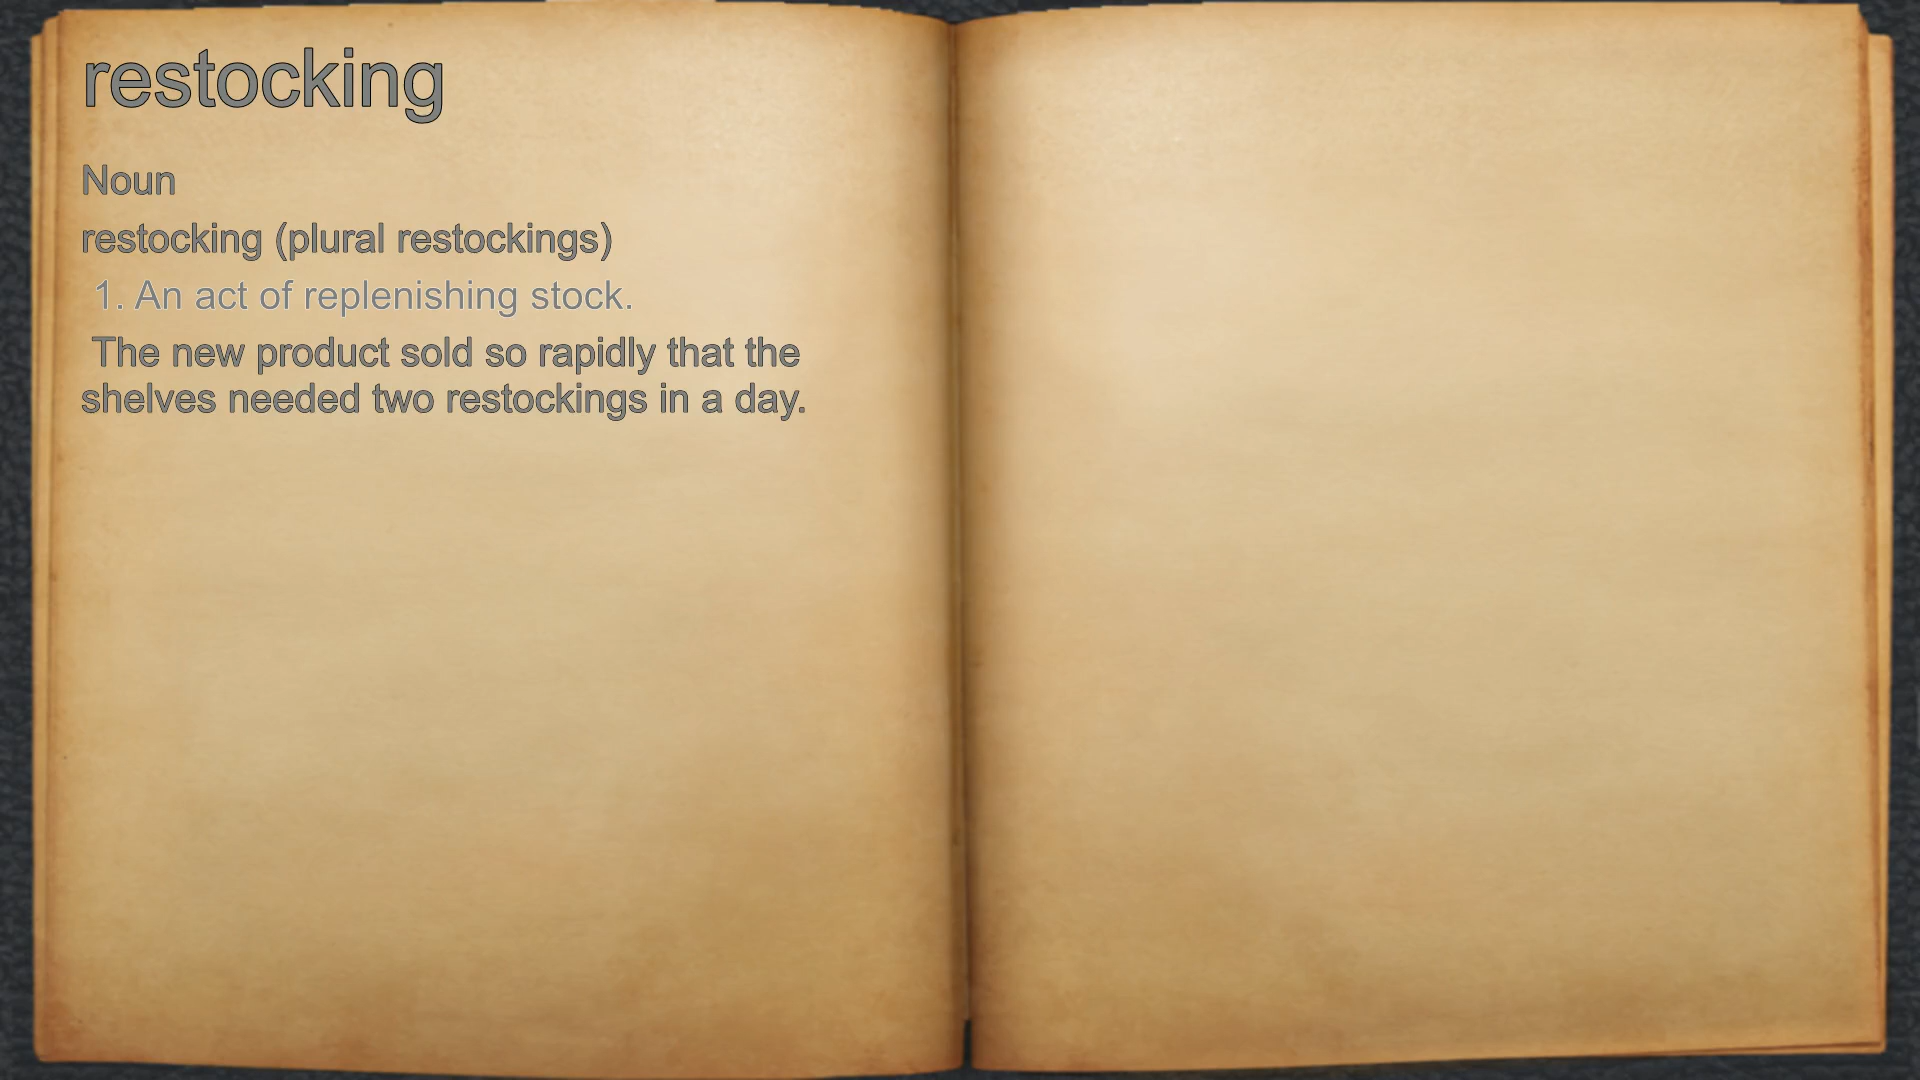 restocking
Noun
restocking (plural restockings)
1. An act of replenishing stock.
The new product sold so rapidly that the
shelves needed two restockings in a day.